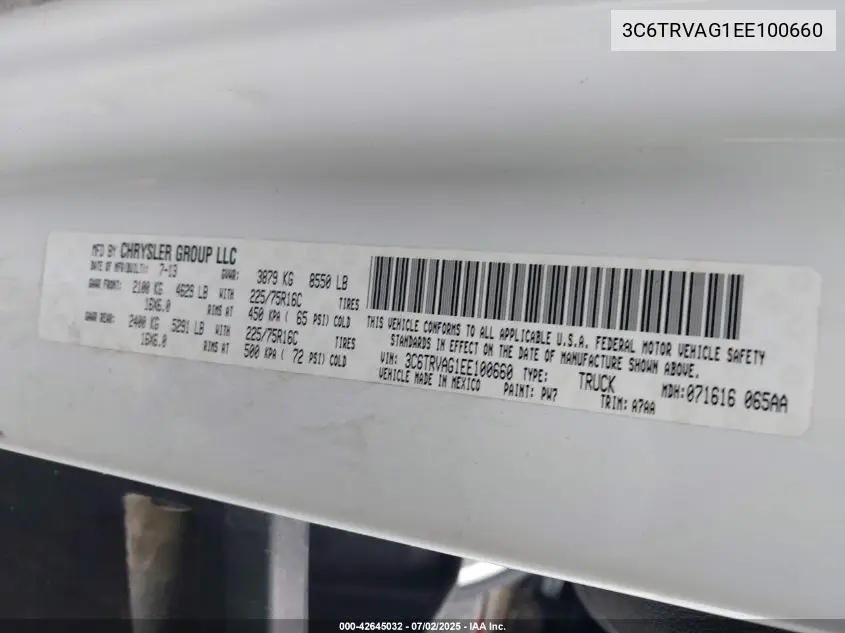 3C6TRVAG1EE100660
MFD BY CHRYSLER GROUP LLC
DATE OF MFR(BUILT): 7-13 GVWR: 3879 KG 8550 LB
GAWR FRONT: 2100 KG 4629 LB WITH 225/75R16C TIRES
16X6.0 RIMS AT 450 KPA ( 65 PSI) COLD
GAWR REAR: 2400 KG 5291 LB WITH 225/75R16C TIRES
16X6.0 RIMS AT 500 KPA ( 72 PSI) COLD
THIS VEHICLE CONFORMS TO ALL APPLICABLE U.S.A. FEDERAL MOTOR VEHICLE SAFETY
STANDARDS IN EFFECT ON THE DATE OF MANUFACTURE SHOWN ABOVE.
VIN: 3C6TRVAG1EE100660 TYPE: TRUCK MDH: 071616 065AA
VEHICLE MADE IN MEXICO PAINT: PW7 TRIM: A7AA
000-42645032 - 07/02/2025 - IAA Inc.